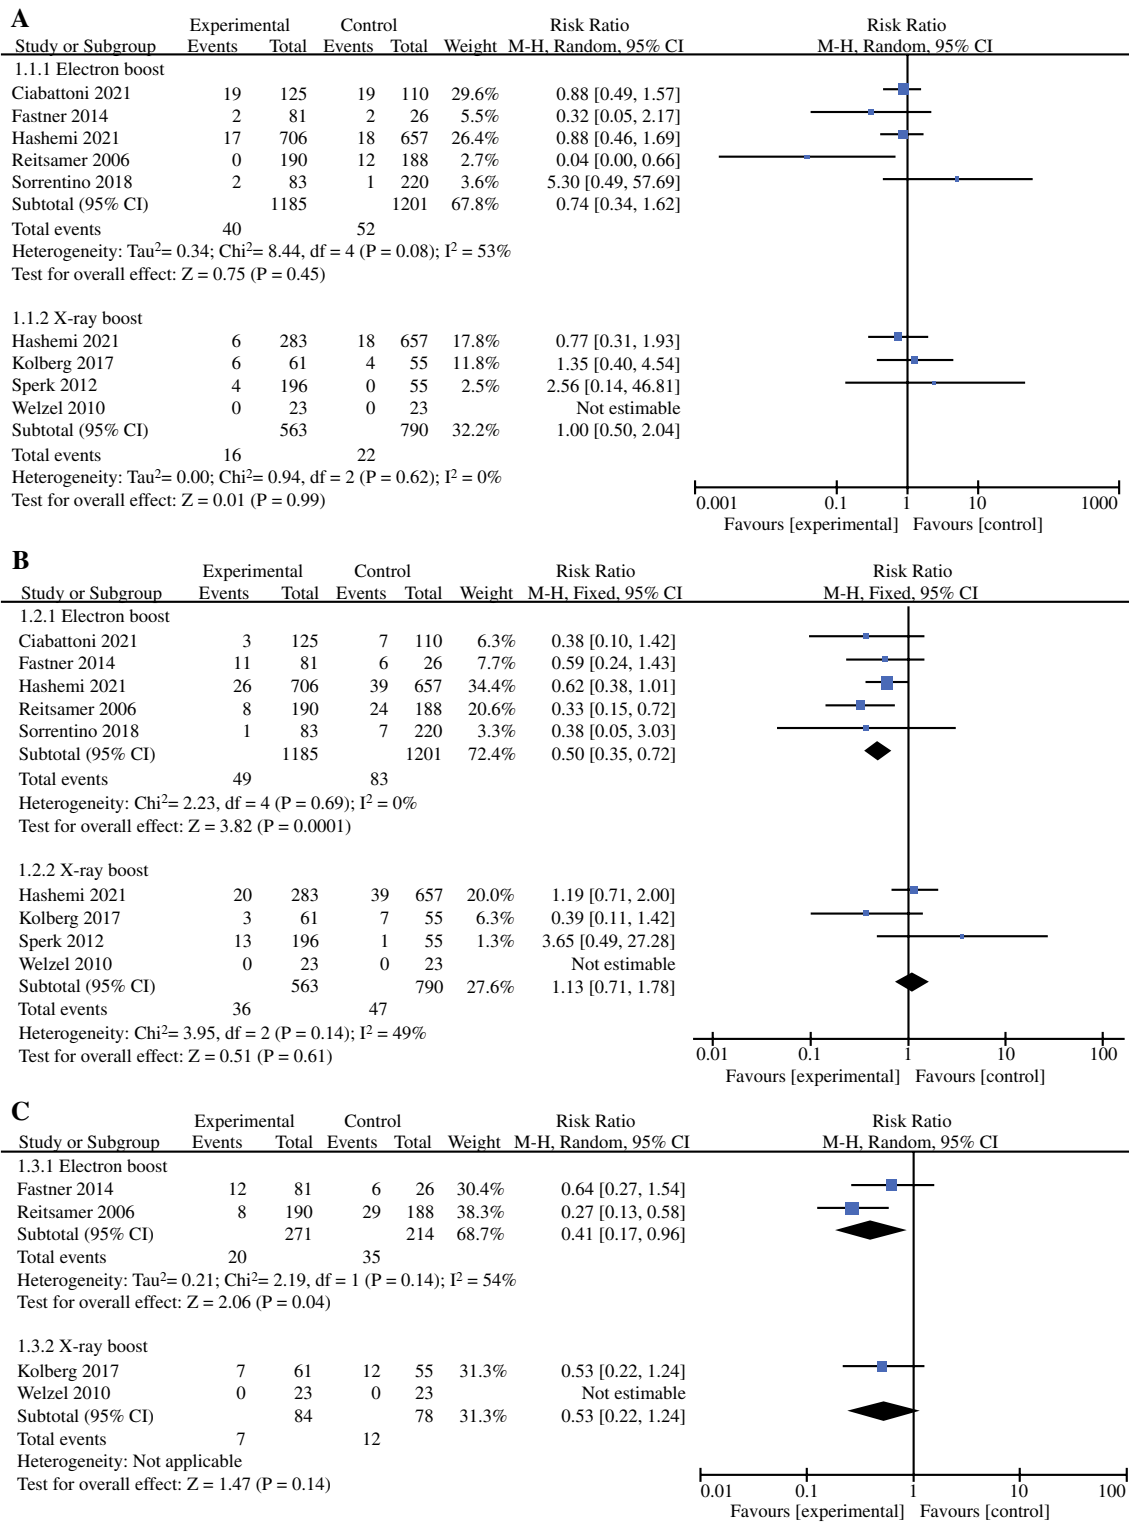 A
Experimental Control Risk Ratio Risk Ratio
Study or Subgroup Events Total Events Total Weight M-H, Random, 95% CI M-H, Random, 95% CI
1.1.1 Electron boost
Ciabattoni 2021 19 125 19 110 29.6% 0.88 [0.49, 1.57]
Fastner 2014 2 81 2 26 5.5% 0.32 [0.05, 2.17]
Hashemi 2021 17 706 18 657 26.4% 0.88 [0.46, 1.69]
Reitsamer 2006 0 190 12 188 2.7% 0.04 [0.00, 0.66]
Sorrentino 2018 2 83 1 220 3.6% 5.30 [0.49, 57.69]
Subtotal (95% CI) 1185 1201 67.8% 0.74 [0.34, 1.62]
Total events 40 52
Heterogeneity: Tau²= 0.34; Chi²= 8.44, df = 4 (P = 0.08); I² = 53%
Test for overall effect: Z = 0.75 (P = 0.45)
1.1.2 X-ray boost
Hashemi 2021 6 283 18 657 17.8% 0.77 [0.31, 1.93]
Kolberg 2017 6 61 4 55 11.8% 1.35 [0.40, 4.54]
Sperk 2012 4 196 0 55 2.5% 2.56 [0.14, 46.81]
Welzel 2010 0 23 0 23 Not estimable
Subtotal (95% CI) 563 790 32.2% 1.00 [0.50, 2.04]
Total events 16 22
Heterogeneity: Tau²= 0.00; Chi²= 0.94, df = 2 (P = 0.62); I² = 0%
Test for overall effect: Z = 0.01 (P = 0.99)
0.001 0.1 1 10 1000
Favours [experimental] Favours [control]
B
Experimental Control Risk Ratio Risk Ratio
Study or Subgroup Events Total Events Total Weight M-H, Fixed, 95% CI M-H, Fixed, 95% CI
1.2.1 Electron boost
Ciabattoni 2021 3 125 7 110 6.3% 0.38 [0.10, 1.42]
Fastner 2014 11 81 6 26 7.7% 0.59 [0.24, 1.43]
Hashemi 2021 26 706 39 657 34.4% 0.62 [0.38, 1.01]
Reitsamer 2006 8 190 24 188 20.6% 0.33 [0.15, 0.72]
Sorrentino 2018 1 83 7 220 3.3% 0.38 [0.05, 3.03]
Subtotal (95% CI) 1185 1201 72.4% 0.50 [0.35, 0.72]
Total events 49 83
Heterogeneity: Chi²= 2.23, df = 4 (P = 0.69); I² = 0%
Test for overall effect: Z = 3.82 (P = 0.0001)
1.2.2 X-ray boost
Hashemi 2021 20 283 39 657 20.0% 1.19 [0.71, 2.00]
Kolberg 2017 3 61 7 55 6.3% 0.39 [0.11, 1.42]
Sperk 2012 13 196 1 55 1.3% 3.65 [0.49, 27.28]
Welzel 2010 0 23 0 23 Not estimable
Subtotal (95% CI) 563 790 27.6% 1.13 [0.71, 1.78]
Total events 36 47
Heterogeneity: Chi²= 3.95, df = 2 (P = 0.14); I² = 49%
Test for overall effect: Z = 0.51 (P = 0.61)
0.01 0.1 1 10 100
Favours [experimental] Favours [control]
C
Experimental Control Risk Ratio Risk Ratio
Study or Subgroup Events Total Events Total Weight M-H, Random, 95% CI M-H, Random, 95% CI
1.3.1 Electron boost
Fastner 2014 12 81 6 26 30.4% 0.64 [0.27, 1.54]
Reitsamer 2006 8 190 29 188 38.3% 0.27 [0.13, 0.58]
Subtotal (95% CI) 271 214 68.7% 0.41 [0.17, 0.96]
Total events 20 35
Heterogeneity: Tau²= 0.21; Chi²= 2.19, df = 1 (P = 0.14); I² = 54%
Test for overall effect: Z = 2.06 (P = 0.04)
1.3.2 X-ray boost
Kolberg 2017 7 61 12 55 31.3% 0.53 [0.22, 1.24]
Welzel 2010 0 23 0 23 Not estimable
Subtotal (95% CI) 84 78 31.3% 0.53 [0.22, 1.24]
Total events 7 12
Heterogeneity: Not applicable
Test for overall effect: Z = 1.47 (P = 0.14)
0.01 0.1 1 10 100
Favours [experimental] Favours [control]